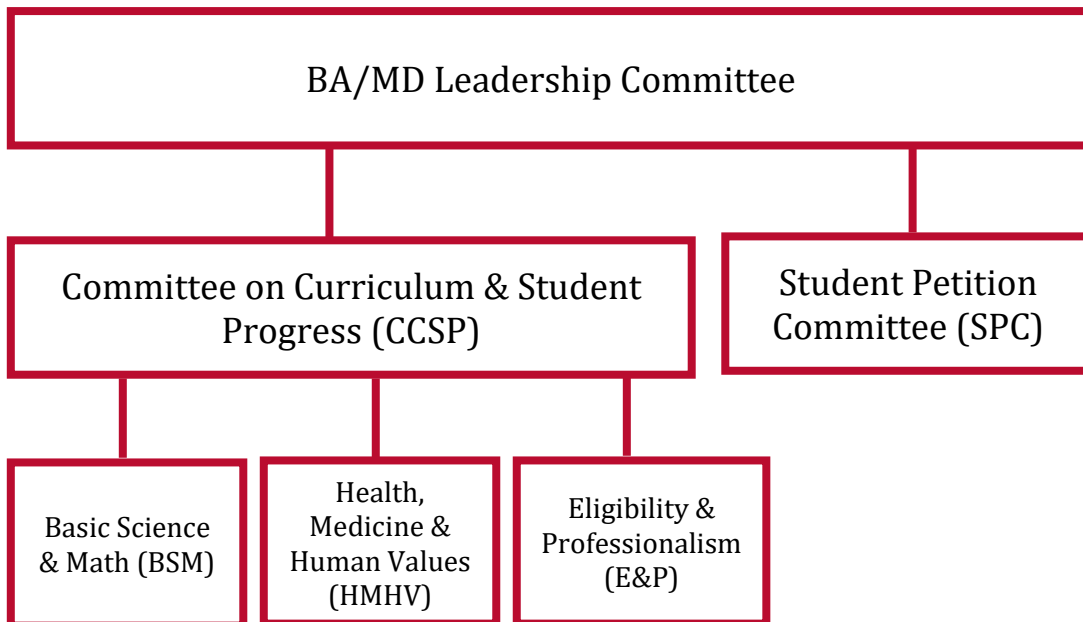 BA/MD Leadership Committee
Committee on Curriculum & Student
Progress (CCSP)
Student Petition
Committee (SPC)
Basic Science
& Math (BSM)
Health,
Medicine &
Human Values
(HMHV)
Eligibility &
Professionalism
(E&P)